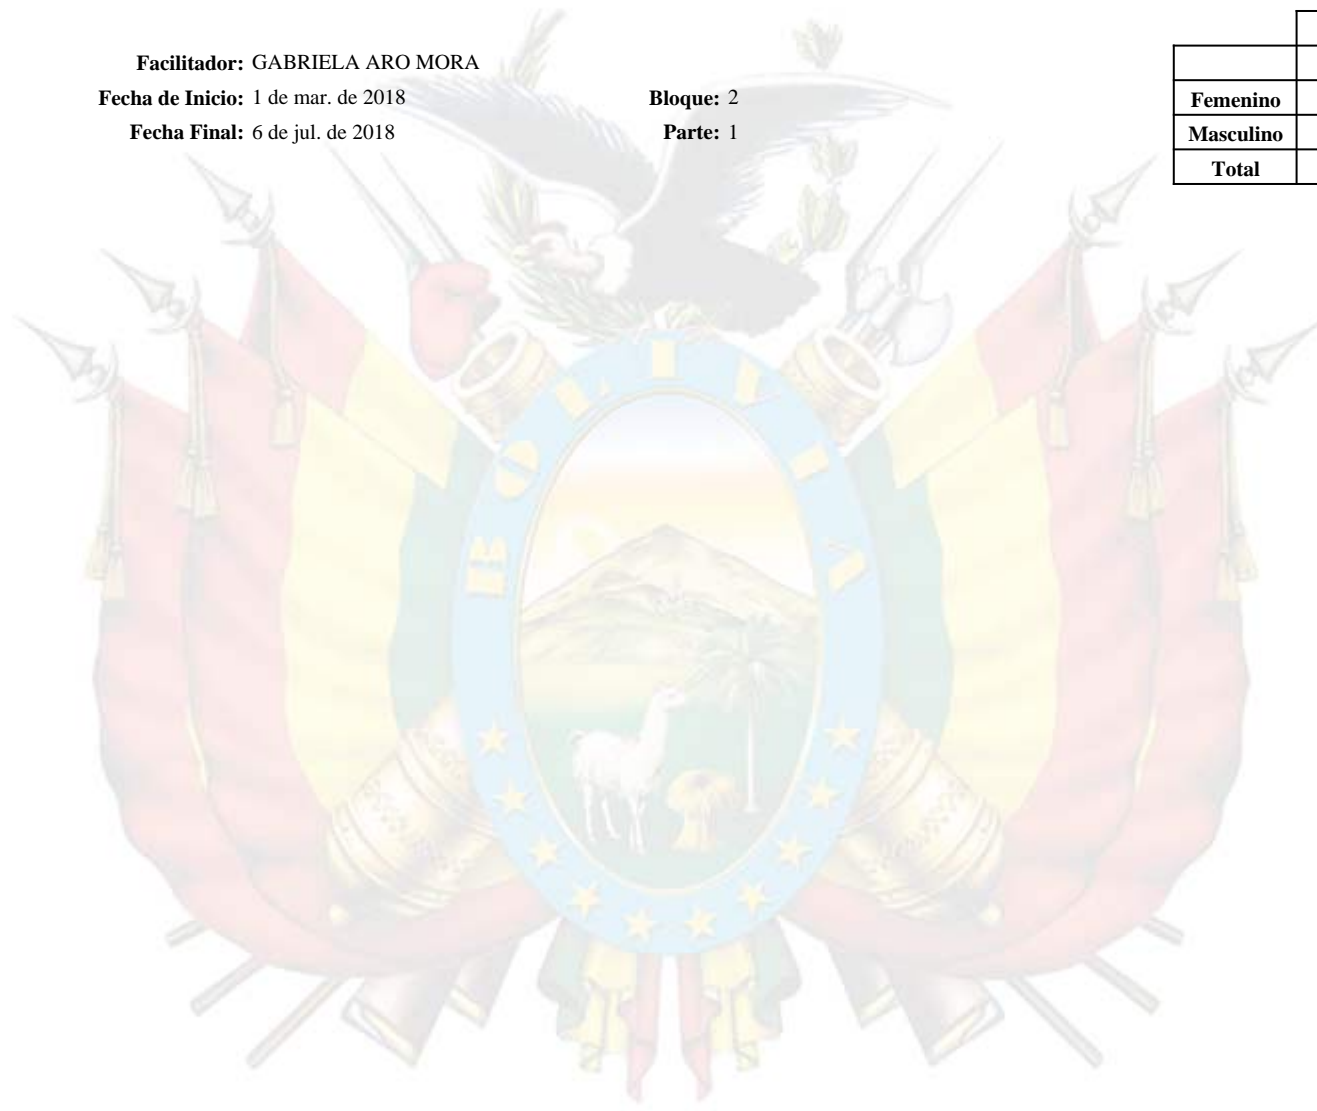 Facilitador: GABRIELA ARO MORA
Fecha de Inicio: 1 de mar. de 2018 Bloque: 2
Fecha Final: 6 de jul. de 2018 Parte: 1
Femenino
Masculino
Total
BOLIVIA